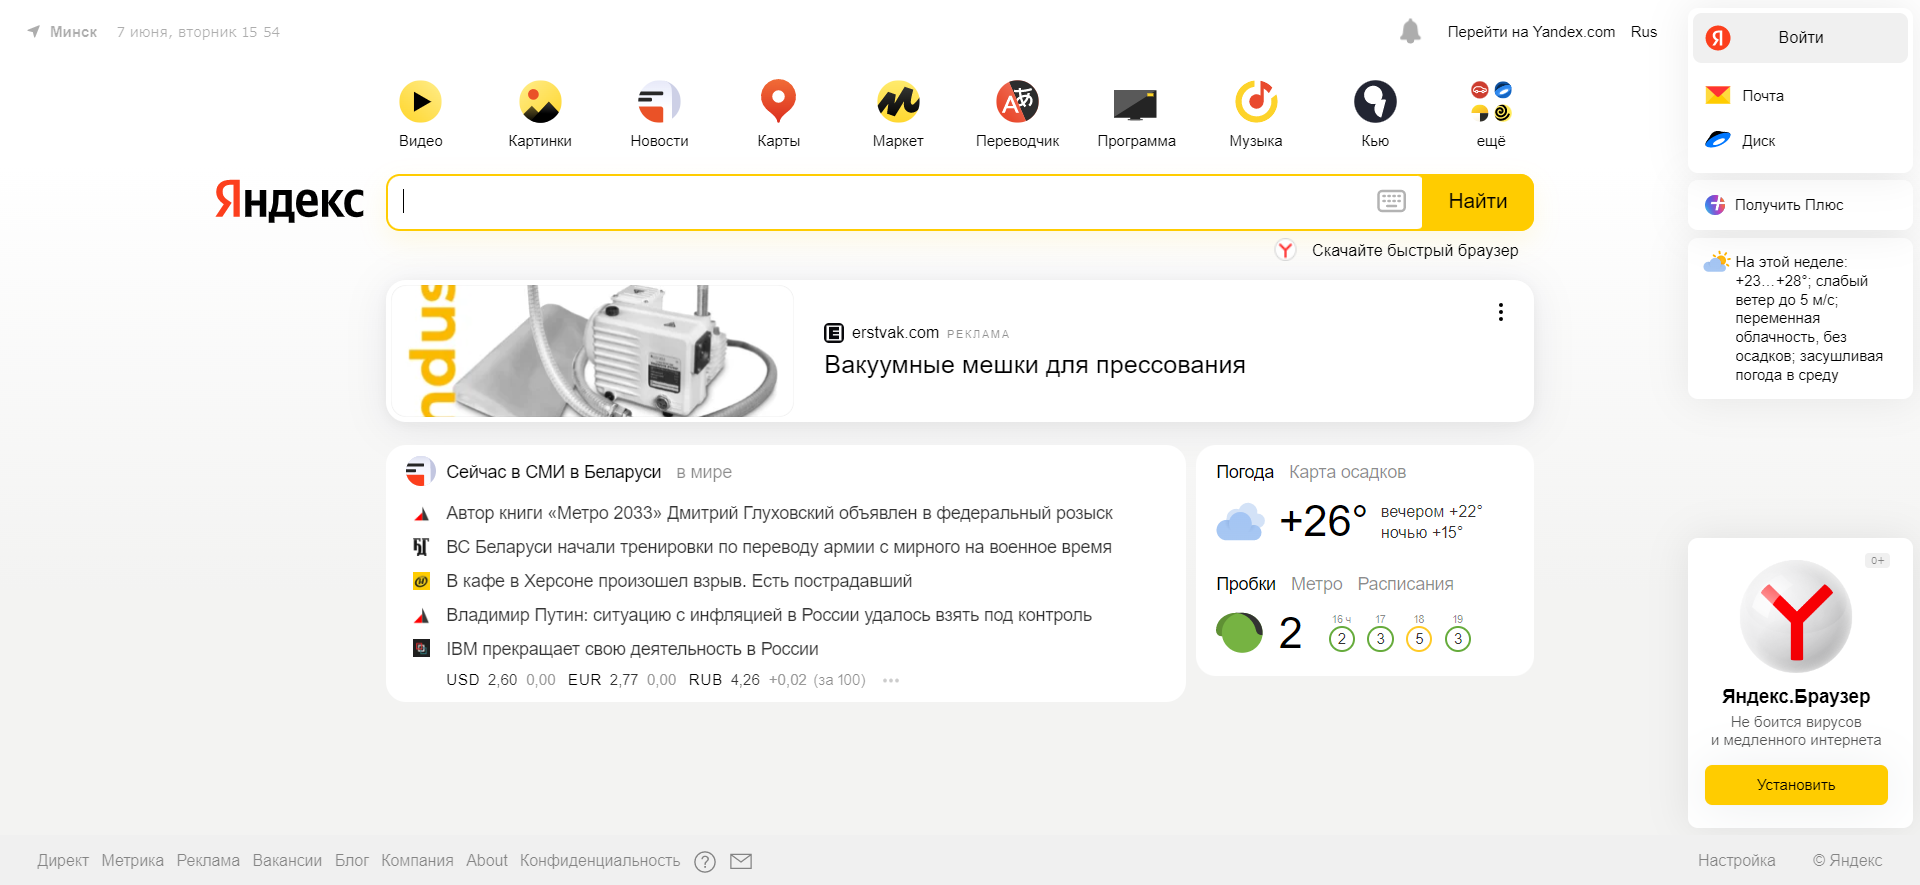 Минск 7 июня, вторник 15 54
Перейти на Yandex.com Rus
Войти
Почта
Диск
Получить Плюс
На этой неделе:
+23…+28°; слабый
ветер до 5 м/с;
переменная
облачность, без
осадков; засушливая
погода в среду
Видео Картинки Новости Карты Маркет Переводчик Программа Музыка Кью ещё
Яндекс
Найти
Скачайте быстрый браузер
erstvak.com РЕКЛАМА
Вакуумные мешки для прессования
Сейчас в СМИ в Беларуси в мире
Автор книги «Метро 2033» Дмитрий Глуховский объявлен в федеральный розыск
ВС Беларуси начали тренировки по переводу армии с мирного на военное время
В кафе в Херсоне произошел взрыв. Есть пострадавший
Владимир Путин: ситуацию с инфляцией в России удалось взять под контроль
IBM прекращает свою деятельность в России
USD 2,60 0,00 EUR 2,77 0,00 RUB 4,26 +0,02 (за 100)
Погода Карта осадков
+26° вечером +22°
ночью +15°
Пробки Метро Расписания
16 ч 17 18 19
2 2 3 5 3
0+
Яндекс.Браузер
Не боится вирусов
и медленного интернета
Установить
Директ Метрика Реклама Вакансии Блог Компания About Конфиденциальность
Настройка © Яндекс